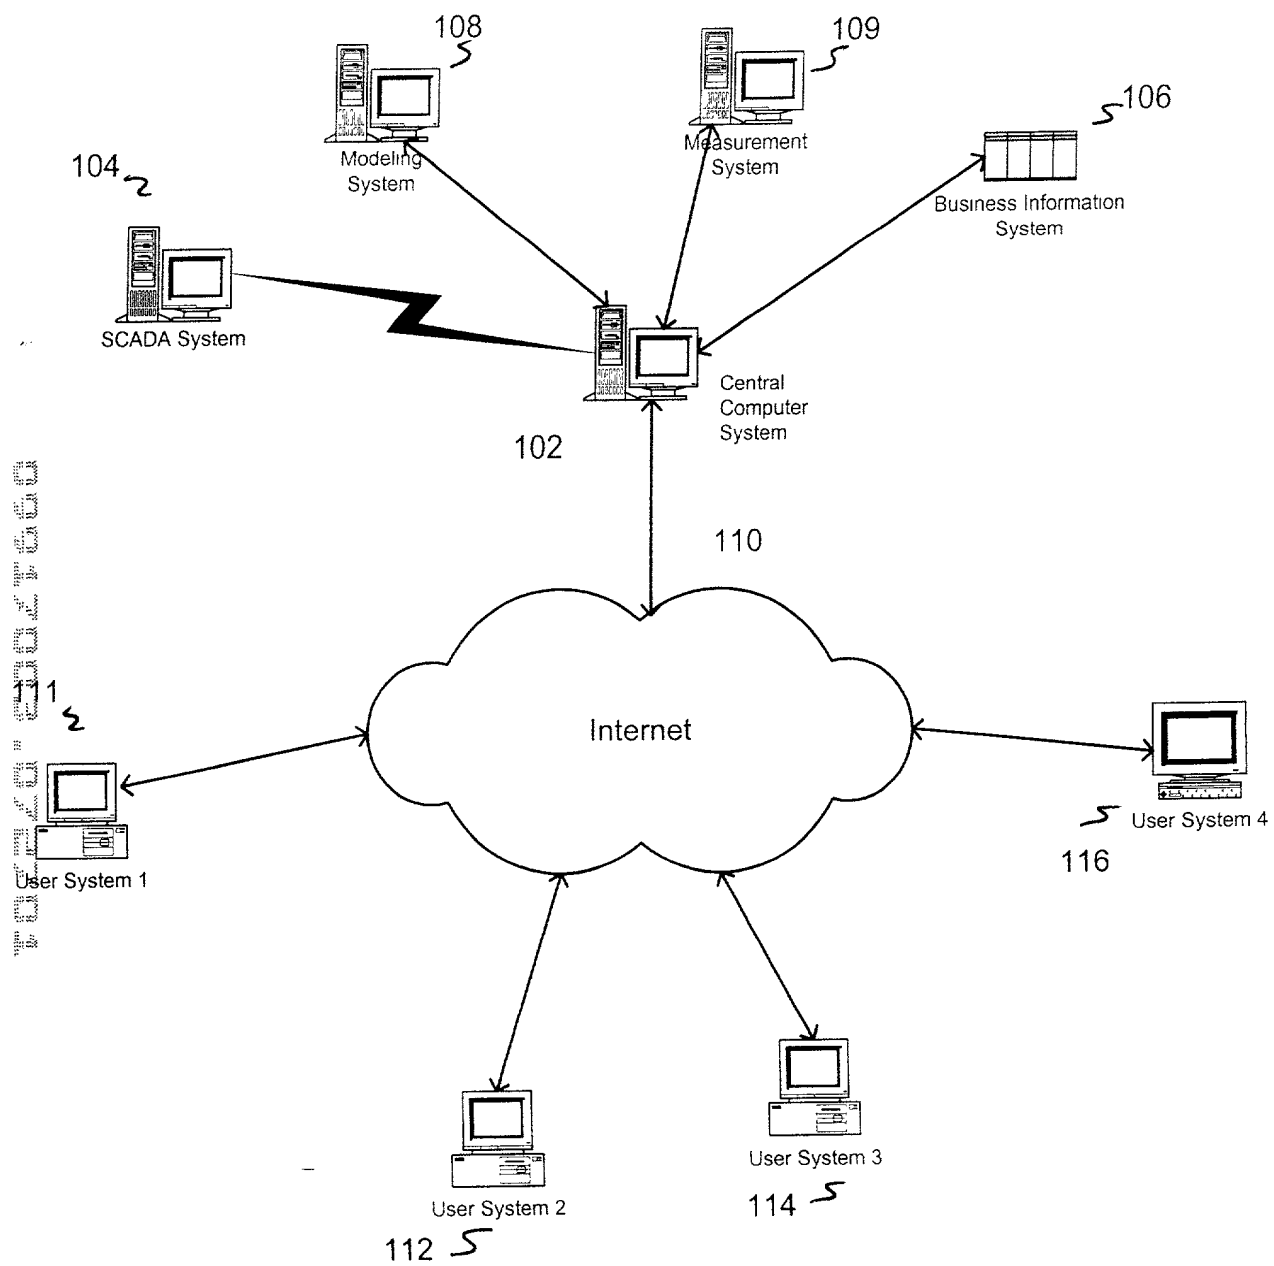 108
109
106
104
Modeling
System
Measurement
System
Business Information
System
SCADA System
Central
Computer
System
102
110
Internet
111
User System 1
User System 4
116
User System 3
114
User System 2
112